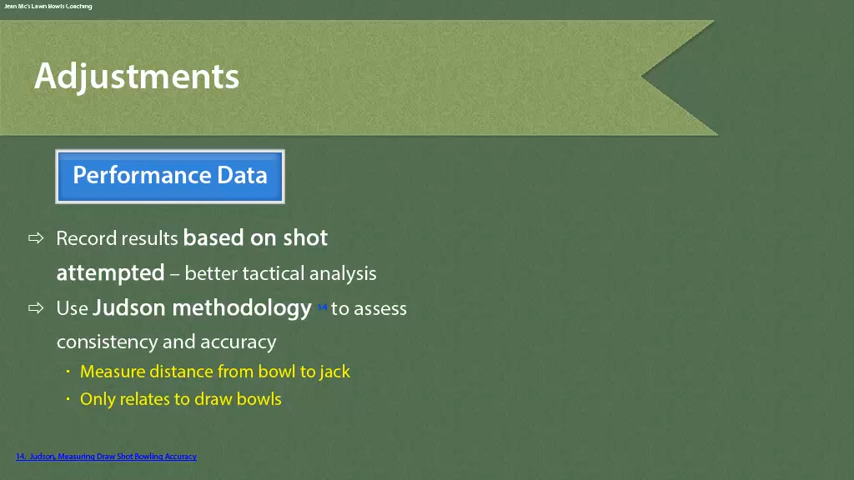 Jean Mc's Lawn Bowls Coaching
Adjustments
Performance Data
⇨ Record results based on shot
attempted – better tactical analysis
⇨ Use Judson methodology 14 to assess
consistency and accuracy
· Measure distance from bowl to jack
· Only relates to draw bowls
14. Judson, Measuring Draw Shot Bowling Accuracy